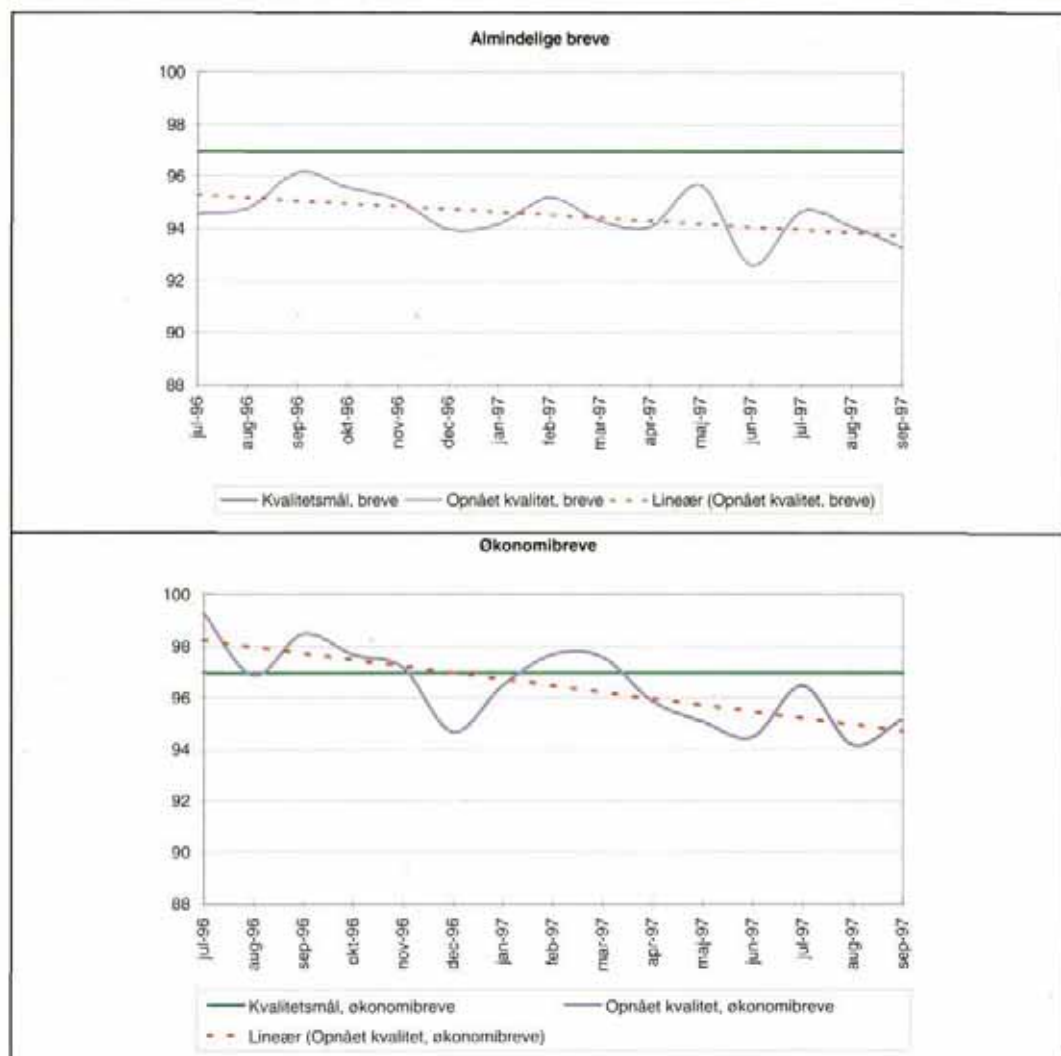 Almindelige breve
100
98
96
94
92
90
88
jul-96 aug-96 sep-96 okt-96 nov-96 dec-96 jan-97 feb-97 mar-97 apr-97 maj-97 jun-97 jul-97 aug-97 sep-97
Kvalitetsmål, breve Opnået kvalitet, breve Lineær (Opnået kvalitet, breve)
Økonomibreve
100
98
96
94
92
90
88
jul-96 aug-96 sep-96 okt-96 nov-96 dec-96 jan-97 feb-97 mar-97 apr-97 maj-97 jun-97 jul-97 aug-97 sep-97
Kvalitetsmål, økonomibreve Opnået kvalitet, økonomibreve
Lineær (Opnået kvalitet, økonomibreve)